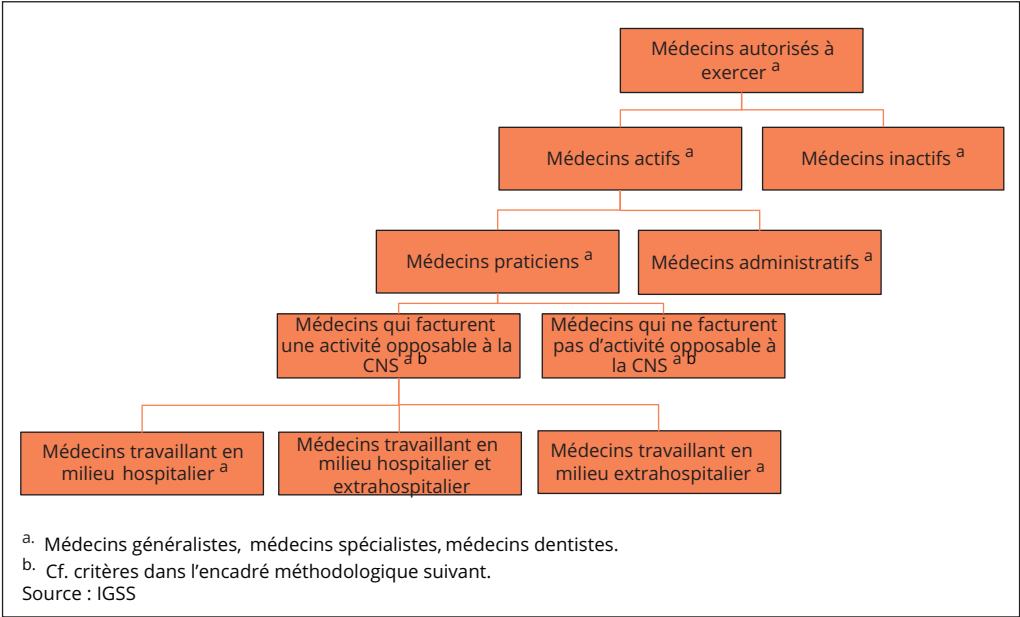 Médecins autorisés à
exercer a
Médecins actifs a
Médecins inactifs a
Médecins praticiens a
Médecins administratifs a
Médecins qui facturent
une activité opposable à la
CNS a b
Médecins qui ne facturent
pas d'activité opposable à
la CNS a b
Médecins travaillant en
milieu hospitalier a
Médecins travaillant en
milieu hospitalier et
extrahospitalier
Médecins travaillant en
milieu extrahospitalier a
a. Médecins généralistes, médecins spécialistes, médecins dentistes.
b. Cf. critères dans l'encadré méthodologique suivant.
Source : IGSS